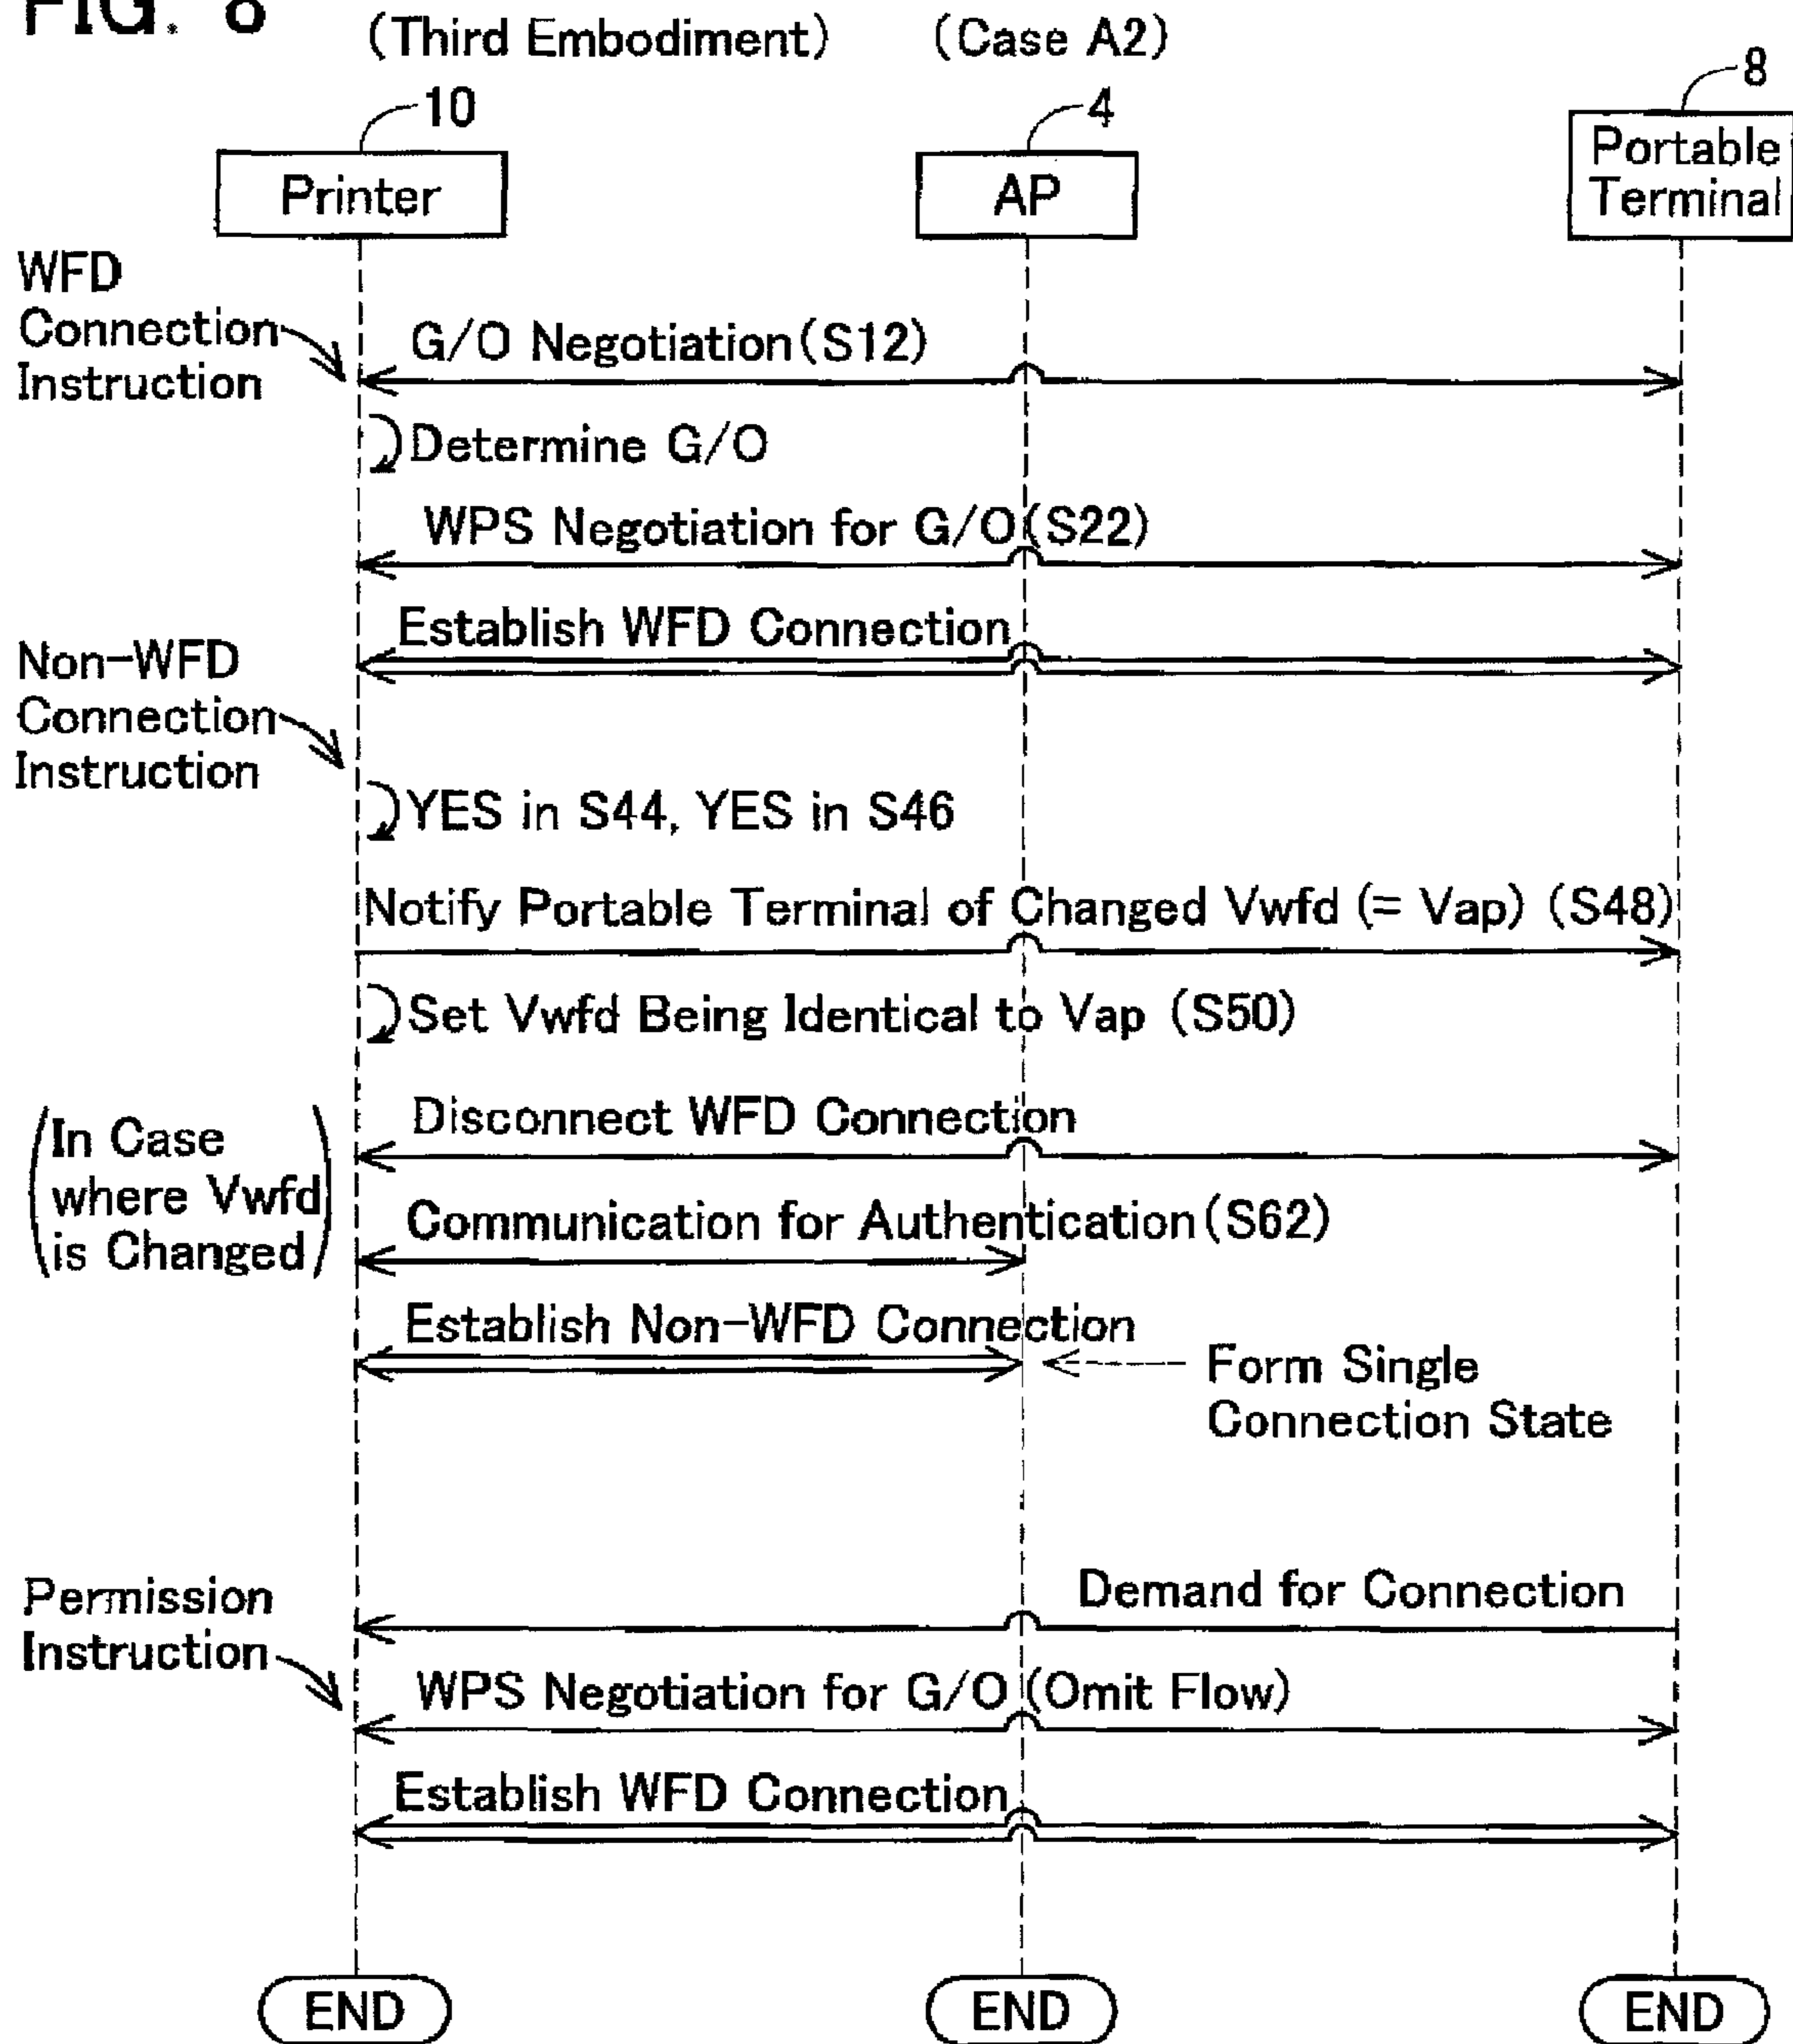 FIG. 8
(Third Embodiment) (Case A2)
10
4
8
Printer
AP
Portable
Terminal
WFD
Connection
Instruction
G/O Negotiation(S12)
Determine G/O
WPS Negotiation for G/O(S22)
Establish WFD Connection
Non-WFD
Connection
Instruction
YES in S44, YES in S46
Notify Portable Terminal of Changed Vwfd (= Vap) (S48)
Set Vwfd Being Identical to Vap (S50)
(In Case
where Vwfd
is Changed)
Disconnect WFD Connection
Communication for Authentication(S62)
Establish Non-WFD Connection
Form Single
Connection State
Demand for Connection
Permission
Instruction
WPS Negotiation for G/O (Omit Flow)
Establish WFD Connection
END
END
END